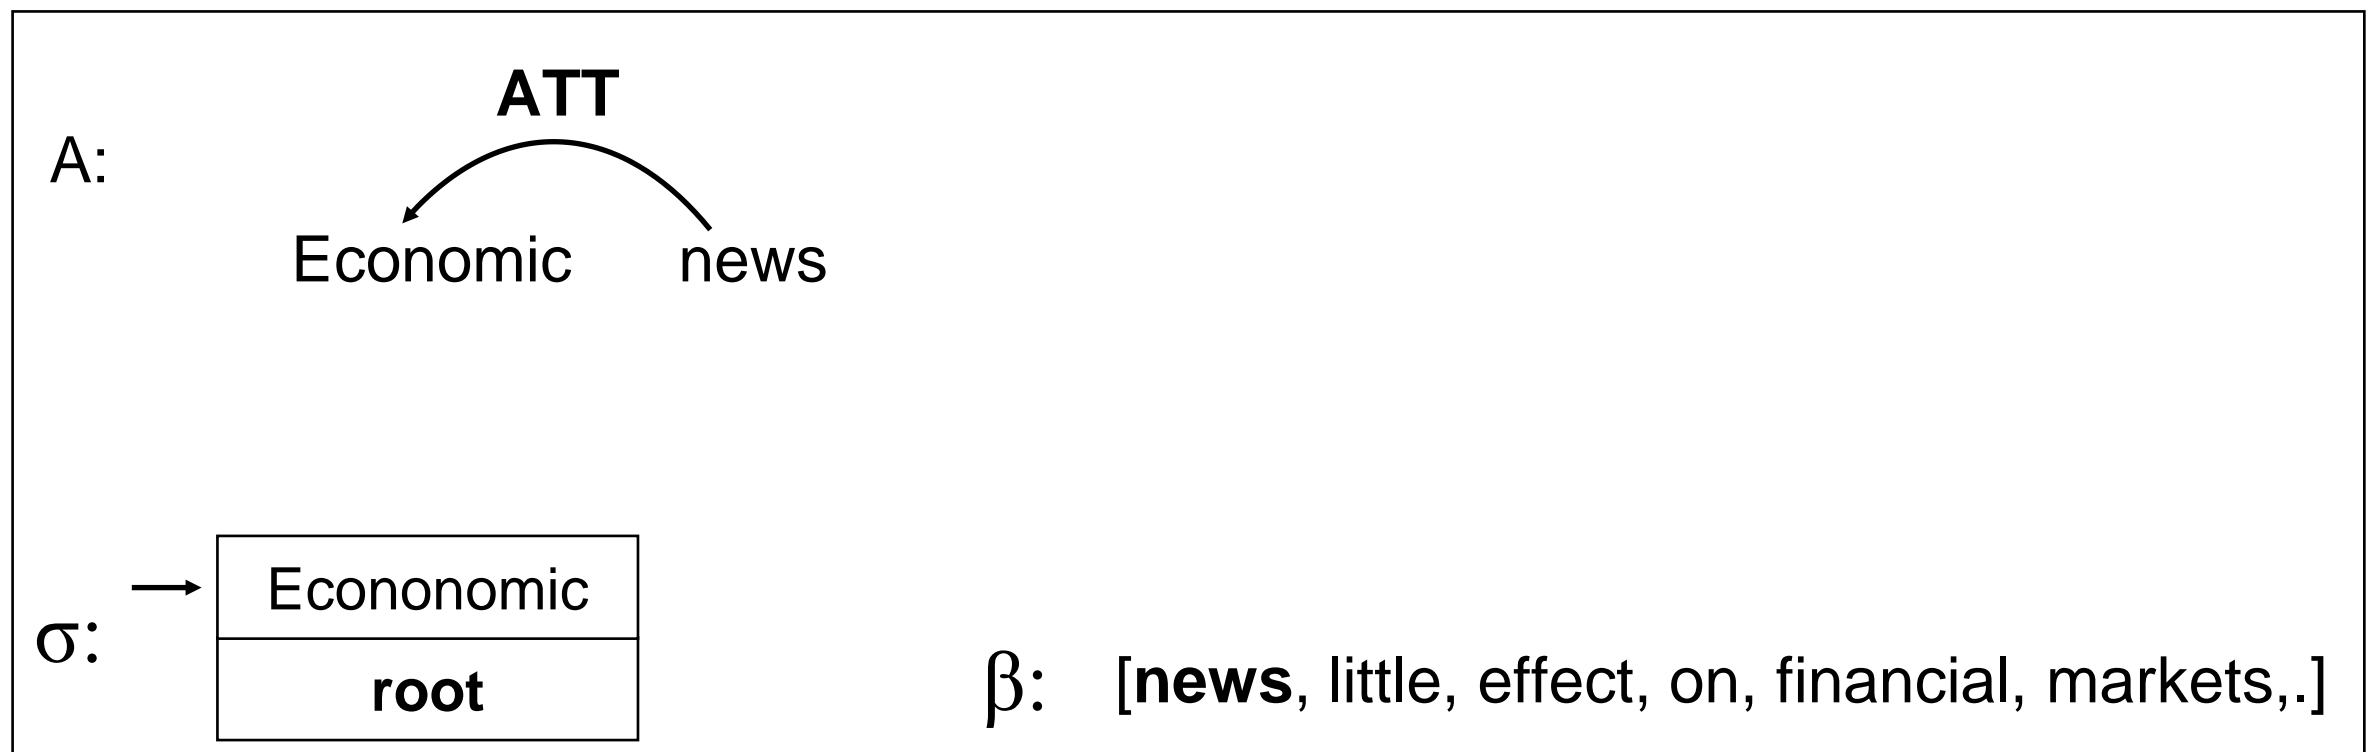 ATT
A:
Economic news
Econonomic
σ:
root
β: [news, little, effect, on, financial, markets,.]